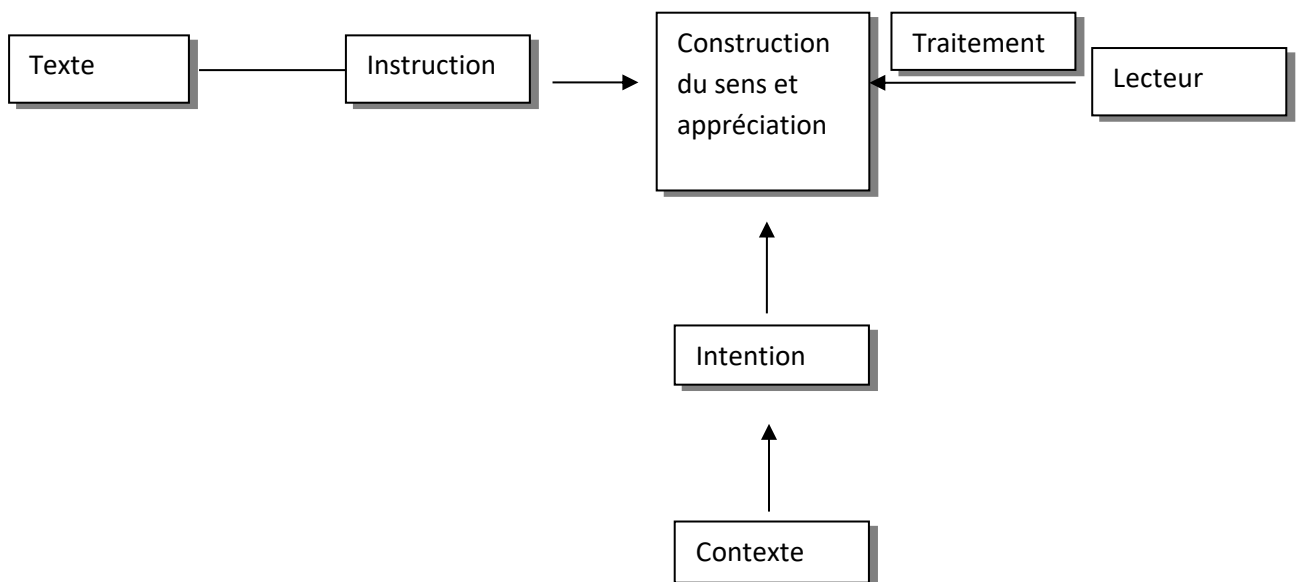 Texte
Instruction
Construction
du sens et
appréciation
Traitement
Lecteur
Intention
Contexte